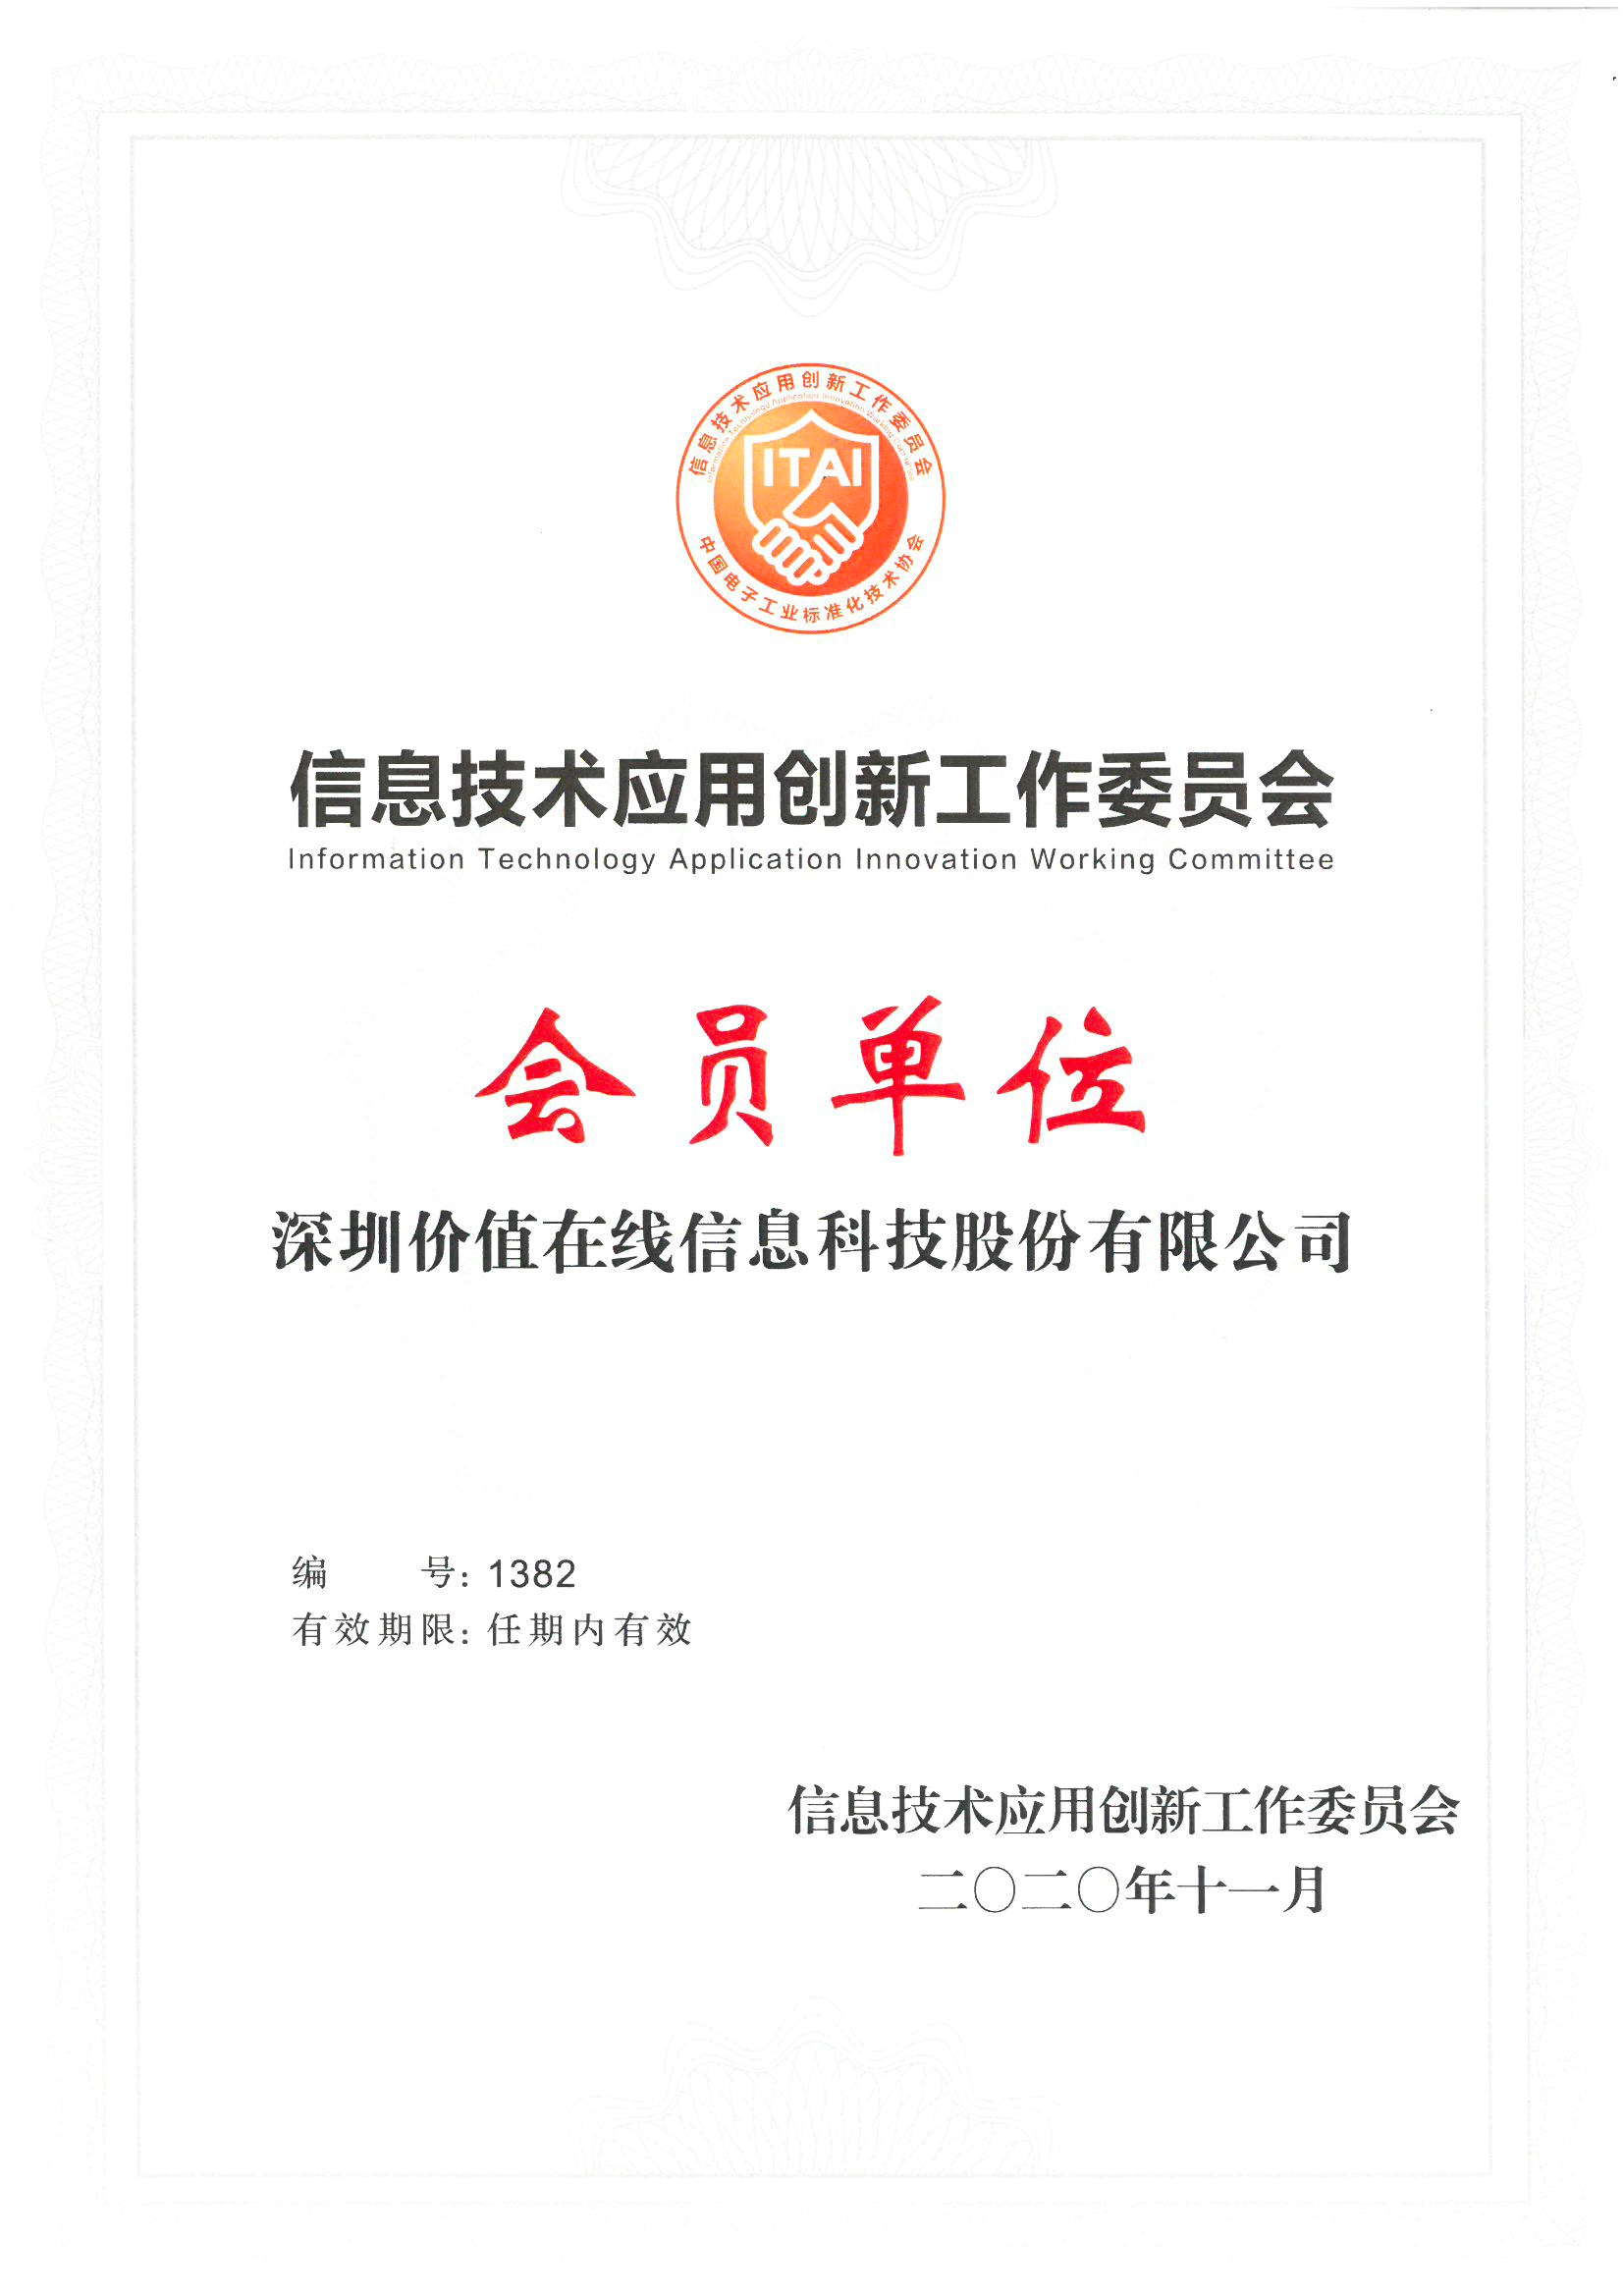 信息技术应用创新工作委员会
Information Technology Application Innovation Working Committee
ITAI
中国电子工业标准化技术协会
信息技术应用创新工作委员会
Information Technology Application Innovation Working Committee
会员单位
深圳价值在线信息科技股份有限公司
编 号: 1382
有效期限: 任期内有效
信息技术应用创新工作委员会
二〇二〇年十一月